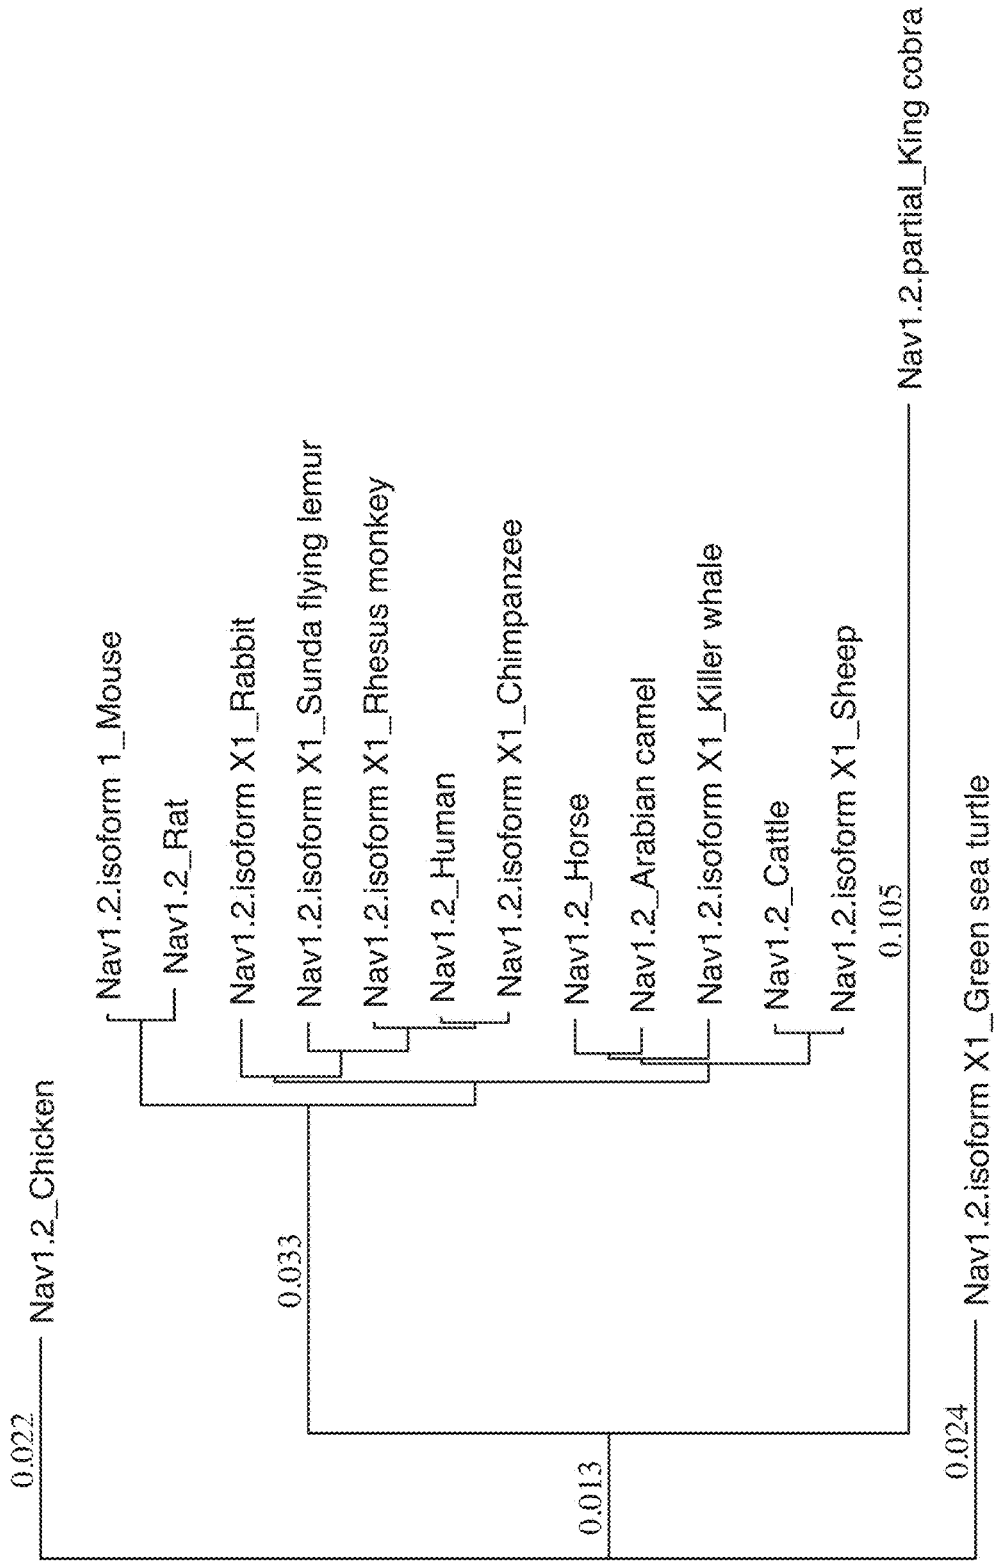 Nav1.2_Chicken
0.022
Nav1.2.isoform 1_Mouse
Nav1.2_Rat
Nav1.2.isoform X1_Rabbit
0.033
Nav1.2.isoform X1_Sunda flying lemur
Nav1.2.isoform X1_Rhesus monkey
Nav1.2_Human
Nav1.2.isoform X1_Chimpanzee
Nav1.2_Horse
0.013
Nav1.2_Arabian camel
Nav1.2.isoform X1_Killer whale
Nav1.2_Cattle
Nav1.2.isoform X1_Sheep
0.105
Nav1.2.partial_King cobra
0.024
Nav1.2.isoform X1_Green sea turtle